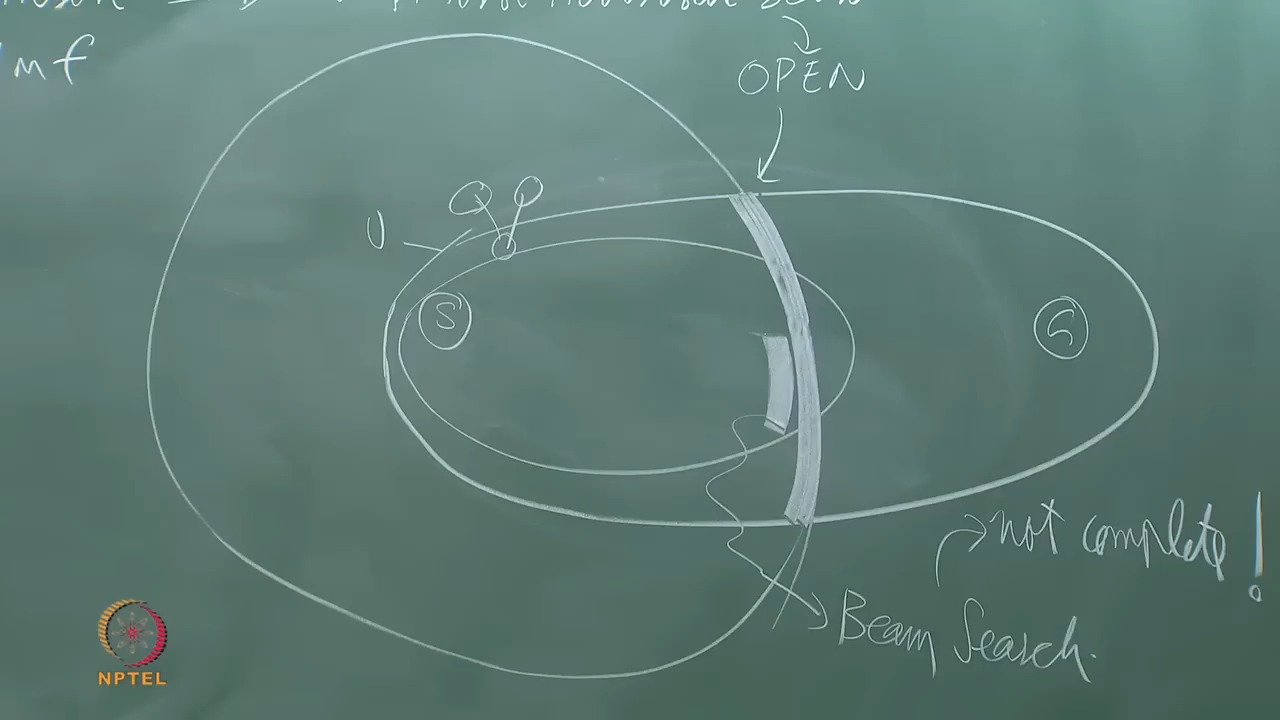 mf
OPEN
U
S
G
not complete!
Beam Search.
NPTEL